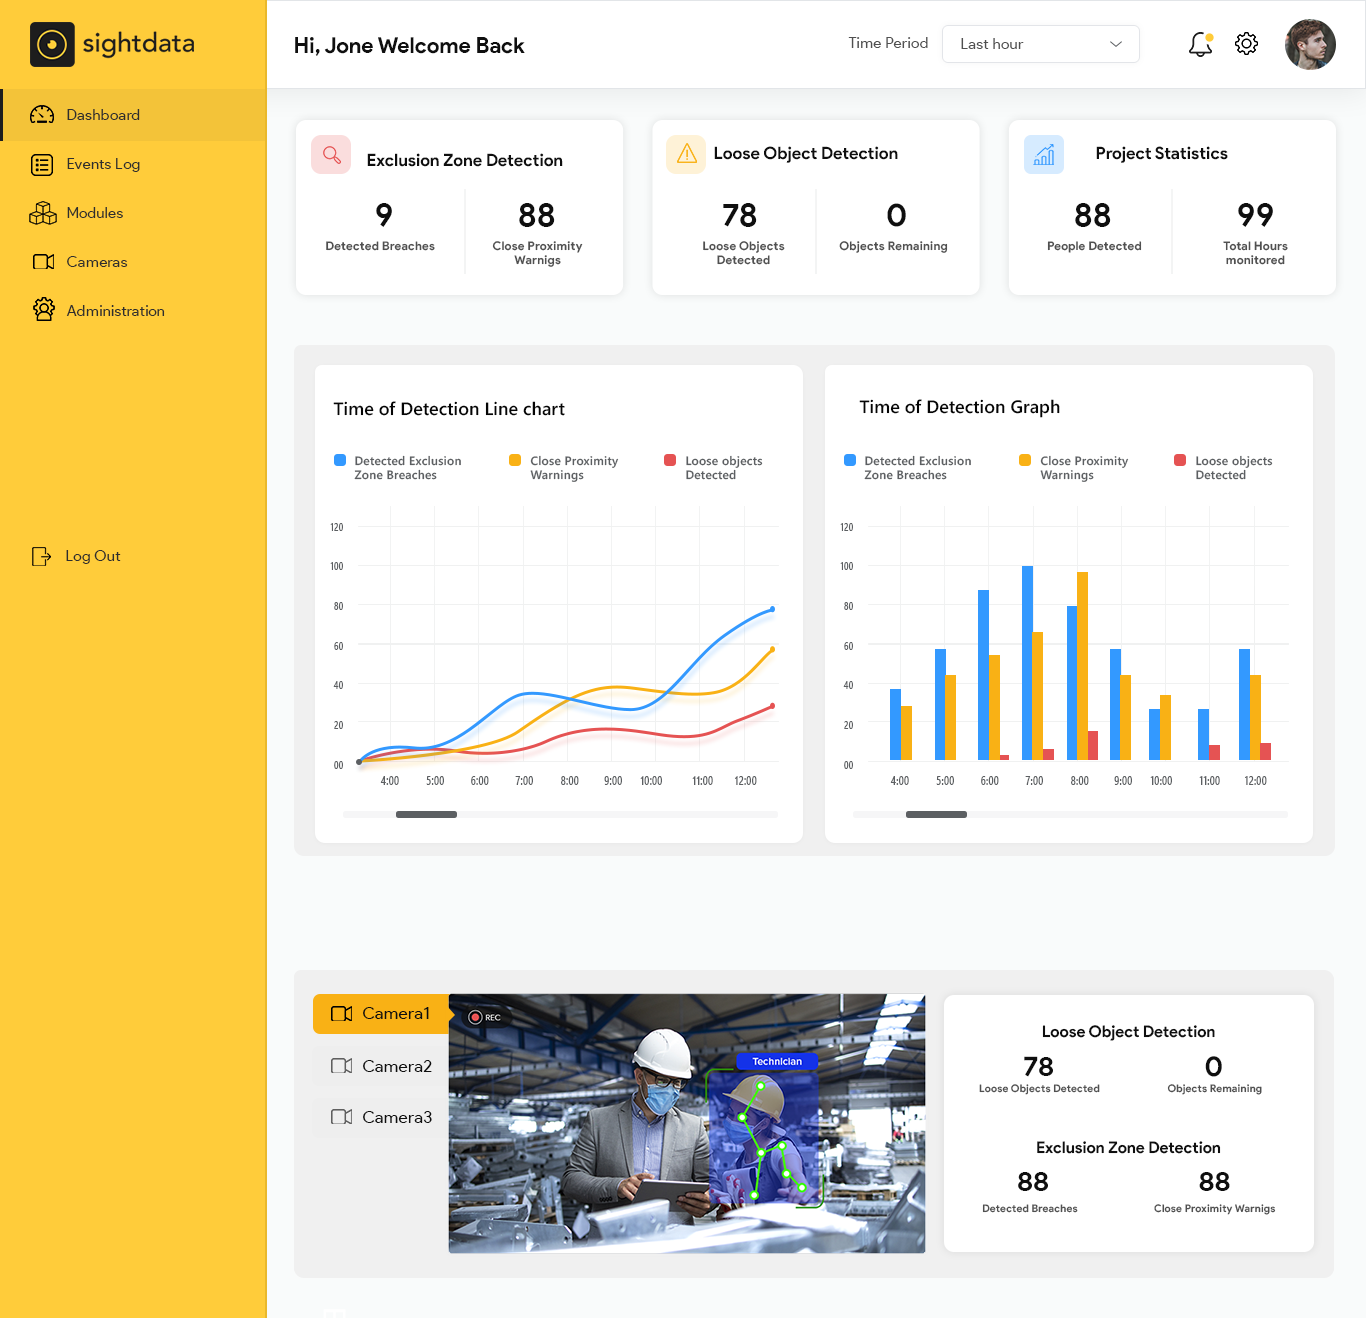 sightdata
Hi, Jone Welcome Back
Time Period
Last hour
Dashboard
Events Log
Modules
Cameras
Administration
Log Out
Exclusion Zone Detection
9
Detected Breaches
88
Close Proximity
Warnigs
Loose Object Detection
78
Loose Objects
Detected
0
Objects Remaining
Project Statistics
88
People Detected
99
Total Hours
monitored
Time of Detection Line chart
Detected Exclusion
Zone Breaches
Close Proximity
Warnings
Loose objects
Detected
120
100
80
60
40
20
00
4:00 5:00 6:00 7:00 8:00 9:00 10:00 11:00 12:00
Time of Detection Graph
Detected Exclusion
Zone Breaches
Close Proximity
Warnings
Loose objects
Detected
120
100
80
60
40
20
00
4:00 5:00 6:00 7:00 8:00 9:00 10:00 11:00 12:00
Camera1
Camera2
Camera3
REC
Technician
Loose Object Detection
78
Loose Objects Detected
0
Objects Remaining
Exclusion Zone Detection
88
Detected Breaches
88
Close Proximity Warnigs